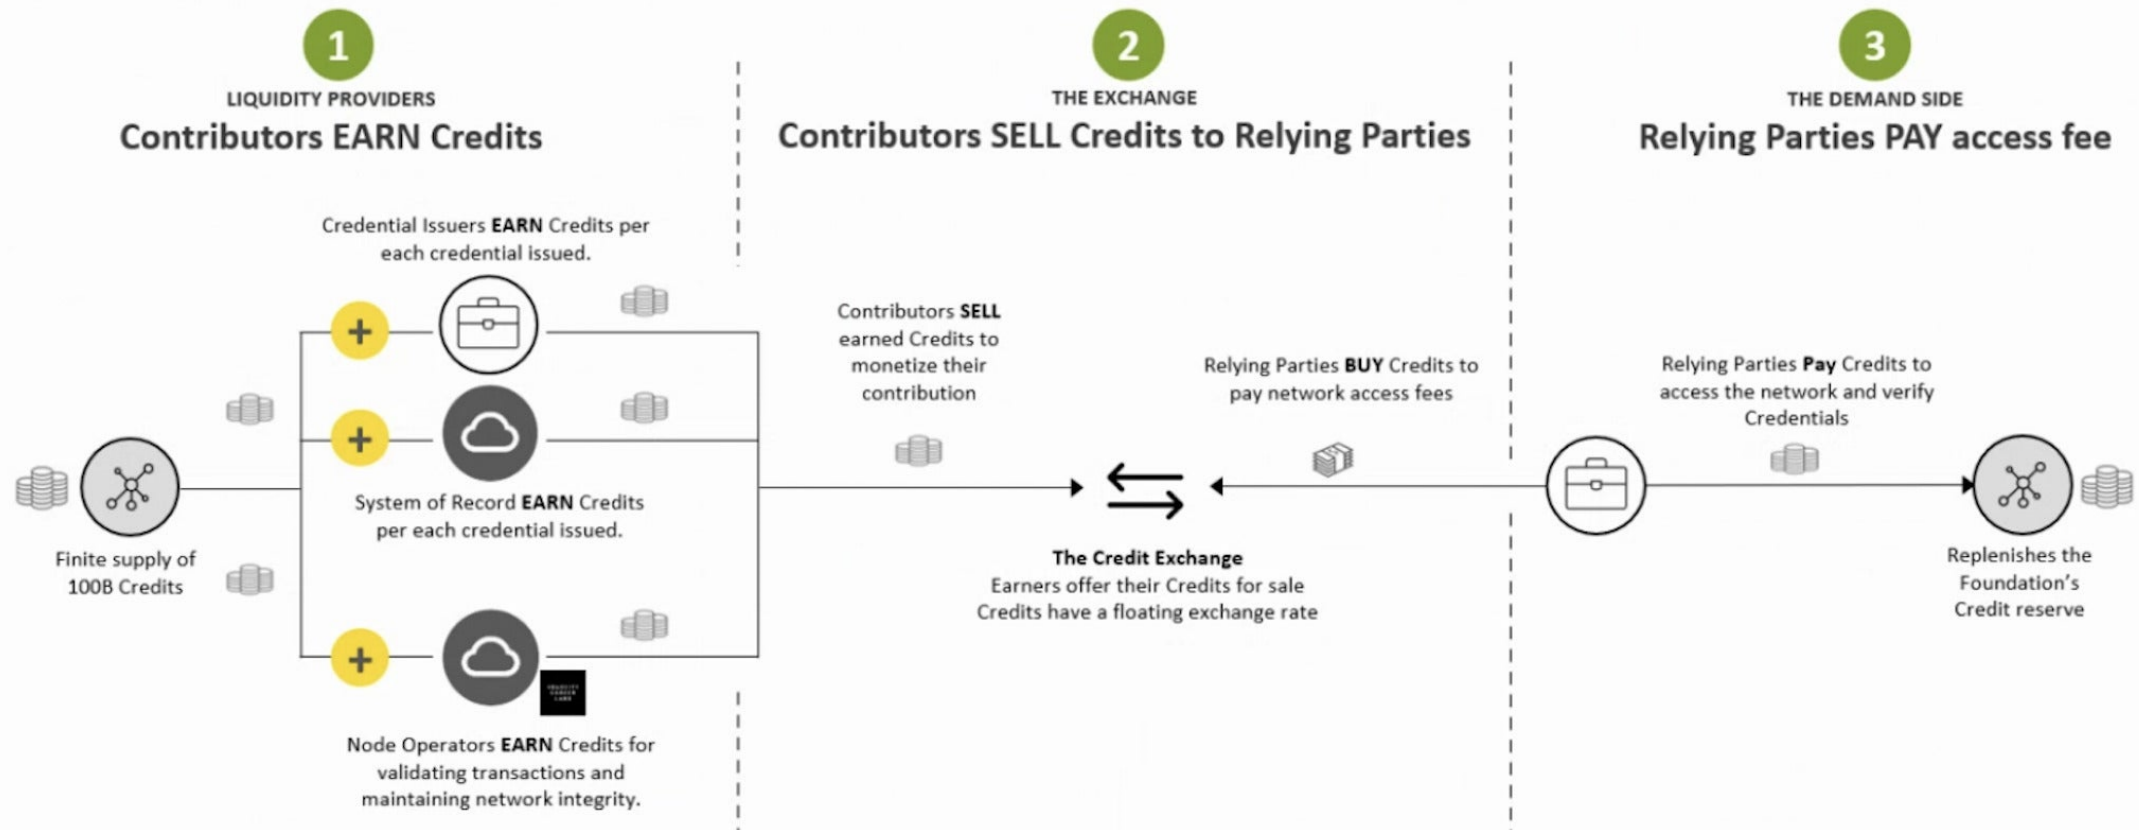 1
LIQUIDITY PROVIDERS
Contributors EARN Credits
Credential Issuers EARN Credits per
each credential issued.
System of Record EARN Credits
per each credential issued.
Finite supply of
100B Credits
Node Operators EARN Credits for
validating transactions and
maintaining network integrity.
2
THE EXCHANGE
Contributors SELL Credits to Relying Parties
Contributors SELL
earned Credits to
monetize their
contribution
Relying Parties BUY Credits to
pay network access fees
The Credit Exchange
Earners offer their Credits for sale
Credits have a floating exchange rate
3
THE DEMAND SIDE
Relying Parties PAY access fee
Relying Parties Pay Credits to
access the network and verify
Credentials
Replenishes the
Foundation's
Credit reserve